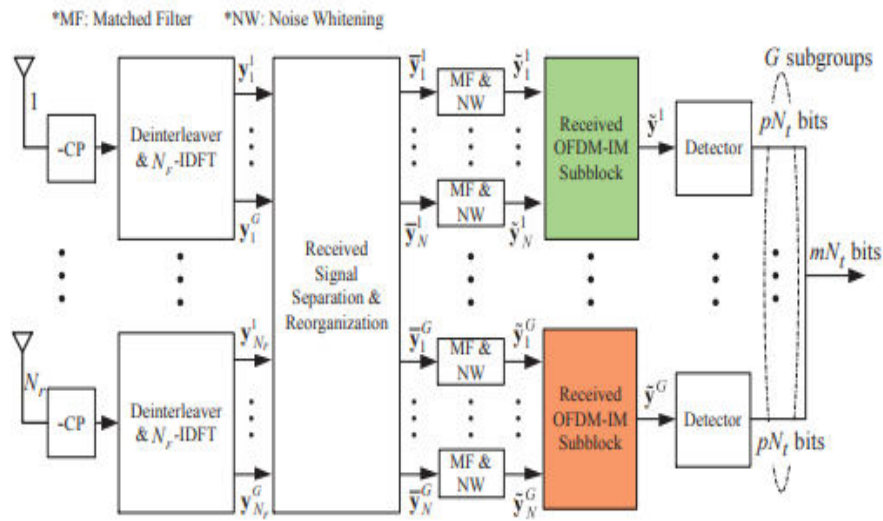 *MF: Matched Filter *NW: Noise Whitening
1
-CP
Deinterleaver
& N_r-IDFT
y_1^1
y_1^G
Received
Signal
Separation &
Reorganization
ȳ_1^1
ȳ_N^1
MF &
NW
MF &
NW
ỹ_1^1
ỹ_N^1
Received
OFDM-IM
Subblock
ỹ^1
Detector
G subgroups
pN_t bits
mN_t bits
N_r
-CP
Deinterleaver
& N_r-IDFT
y_{N_r}^1
y_{N_r}^G
ȳ_1^G
ȳ_N^G
MF &
NW
MF &
NW
ỹ_1^G
ỹ_N^G
Received
OFDM-IM
Subblock
ỹ^G
Detector
pN_t bits